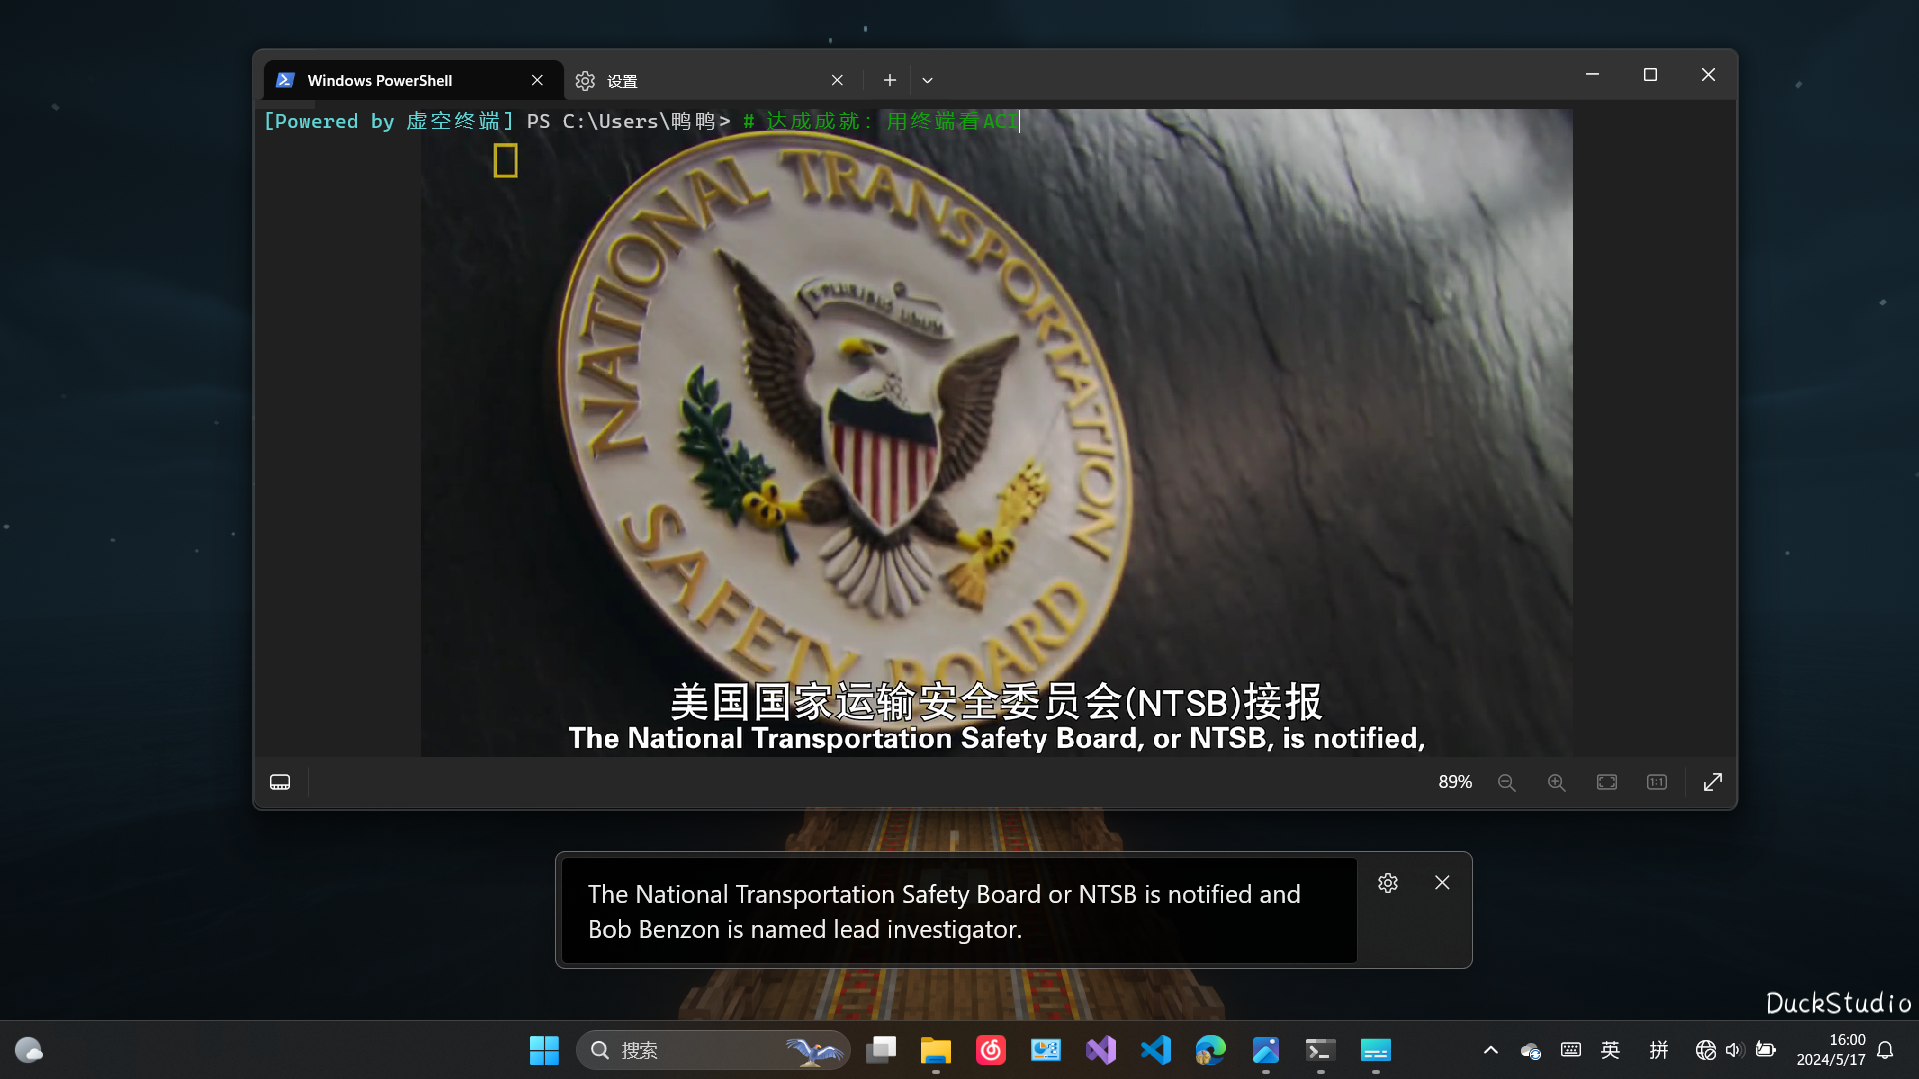 Windows PowerShell
设置
[Powered by 虚空终端] PS C:\Users\鸭鸭> # 达成成就：用终端看ACI
NATIONAL TRANSPORTATION
E PLURIBUS UNUM
SAFETY BOARD
美国国家运输安全委员会(NTSB)接报
The National Transportation Safety Board, or NTSB, is notified,
89%
1:1
The National Transportation Safety Board or NTSB is notified and
Bob Benzon is named lead investigator.
DuckStudio
搜索
英
拼
16:00
2024/5/17